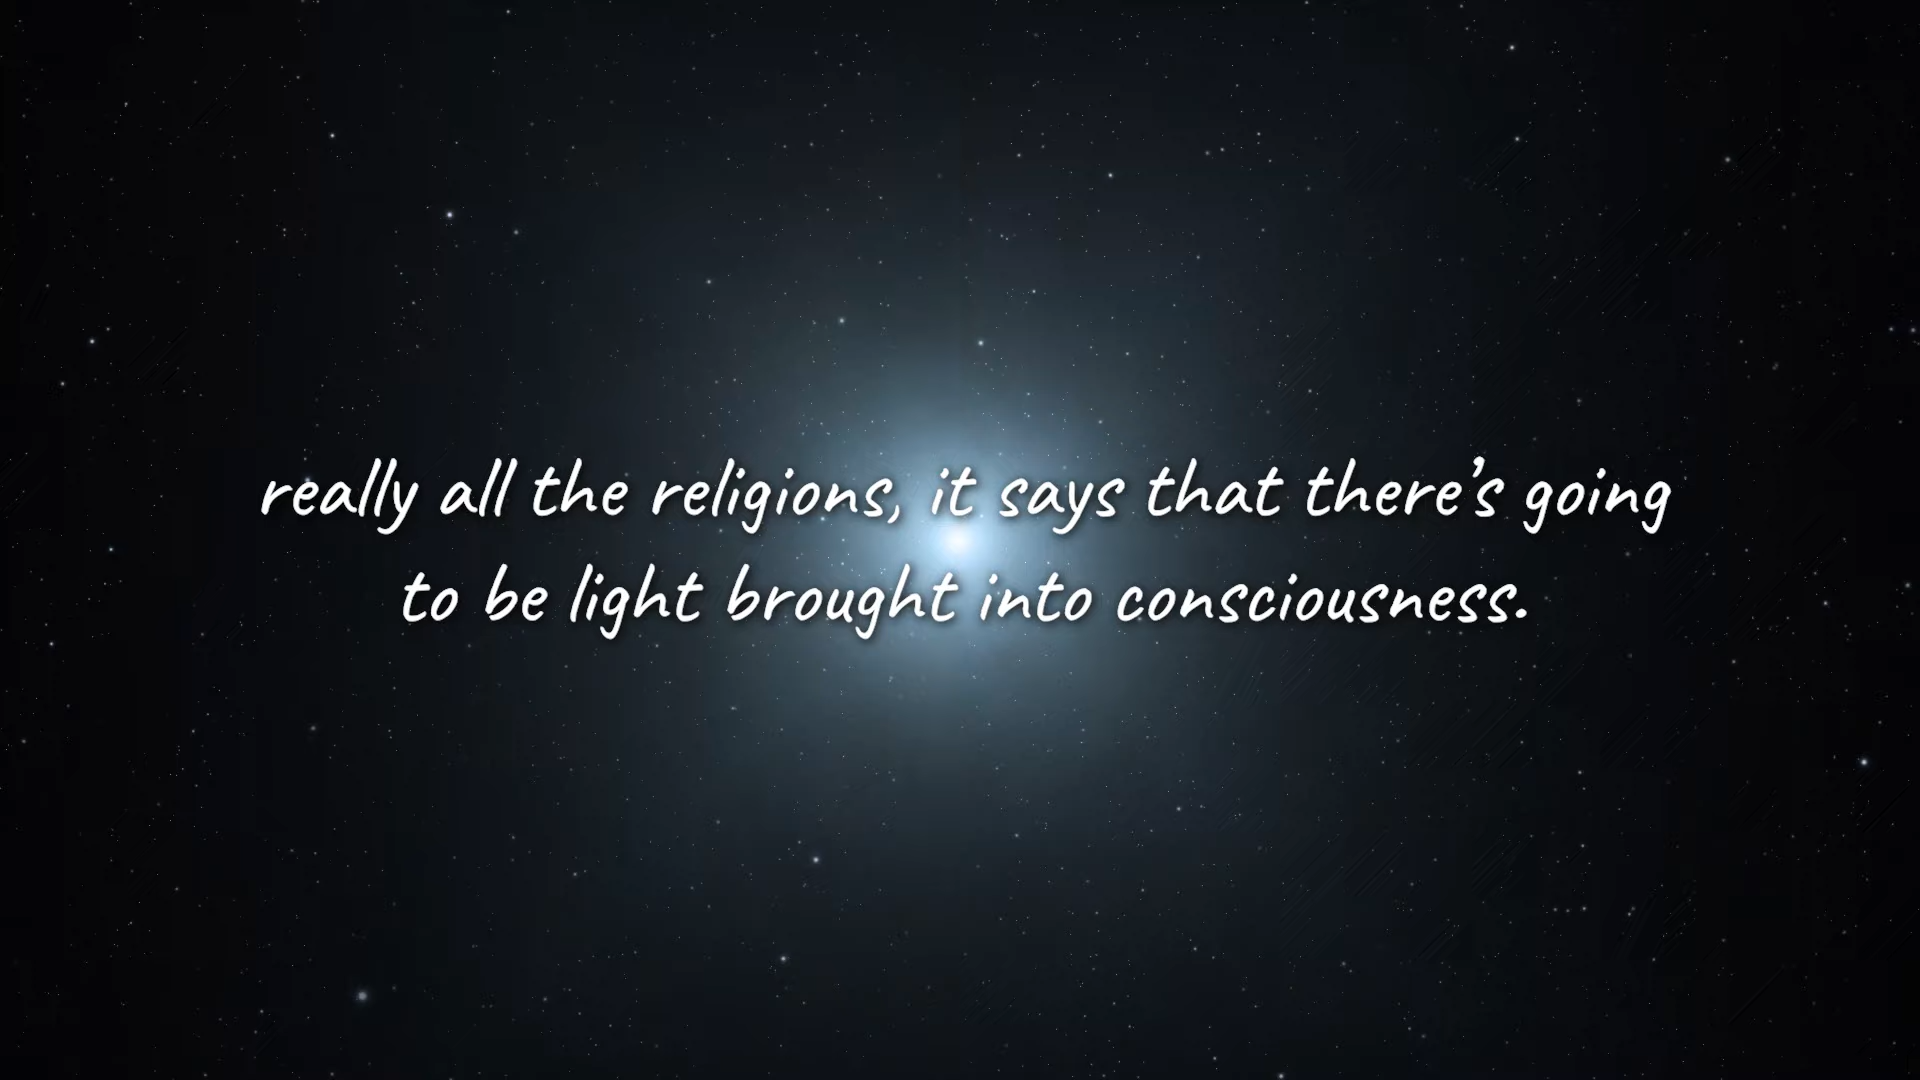 really all the religions, it says that there’s going
to be light brought into consciousness.